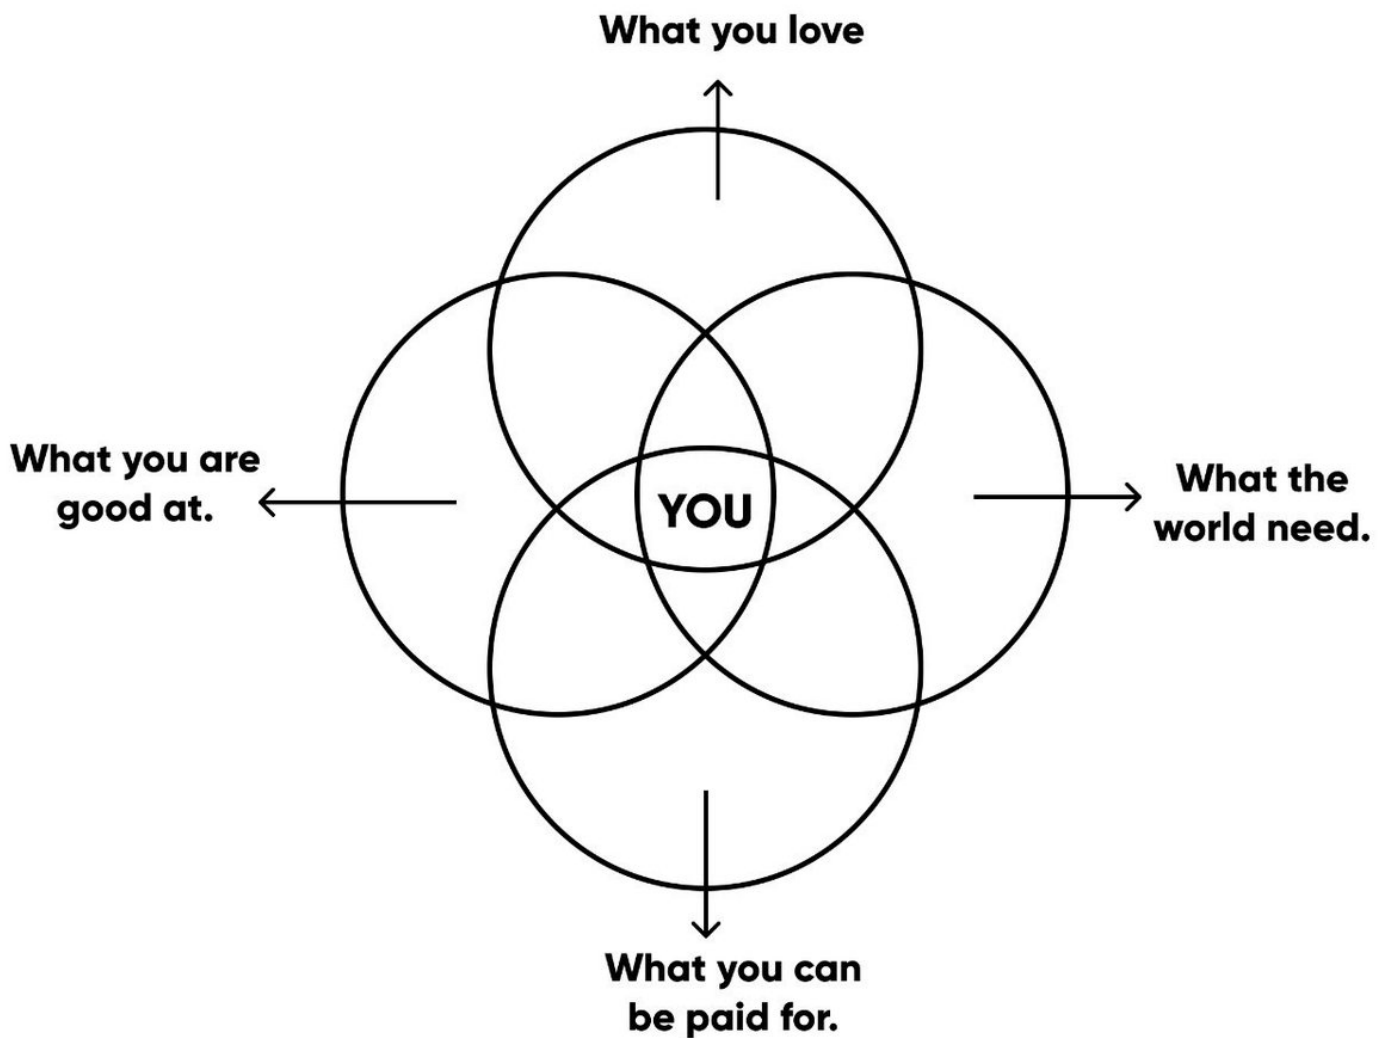 What you love
What you are
good at.
YOU
What the
world need.
What you can
be paid for.